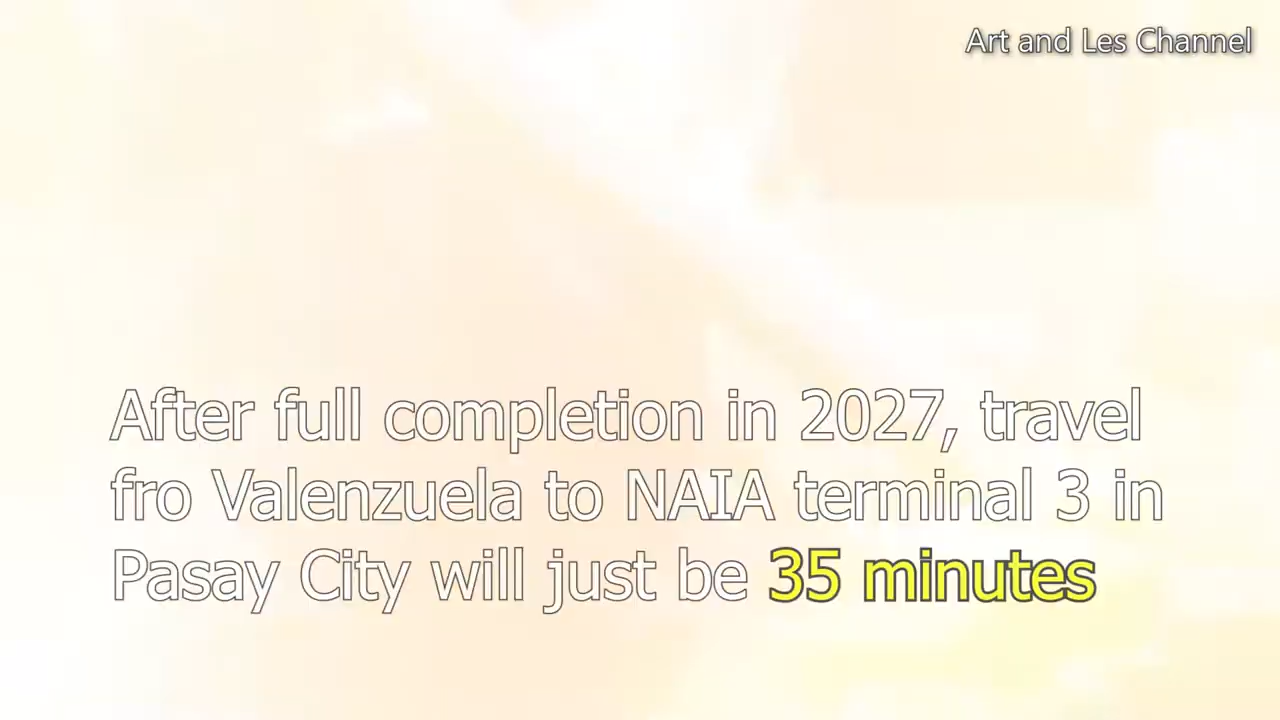 Art and Les Channel
After full completion in 2027, travel
fro Valenzuela to NAIA terminal 3 in
Pasay City will just be 35 minutes